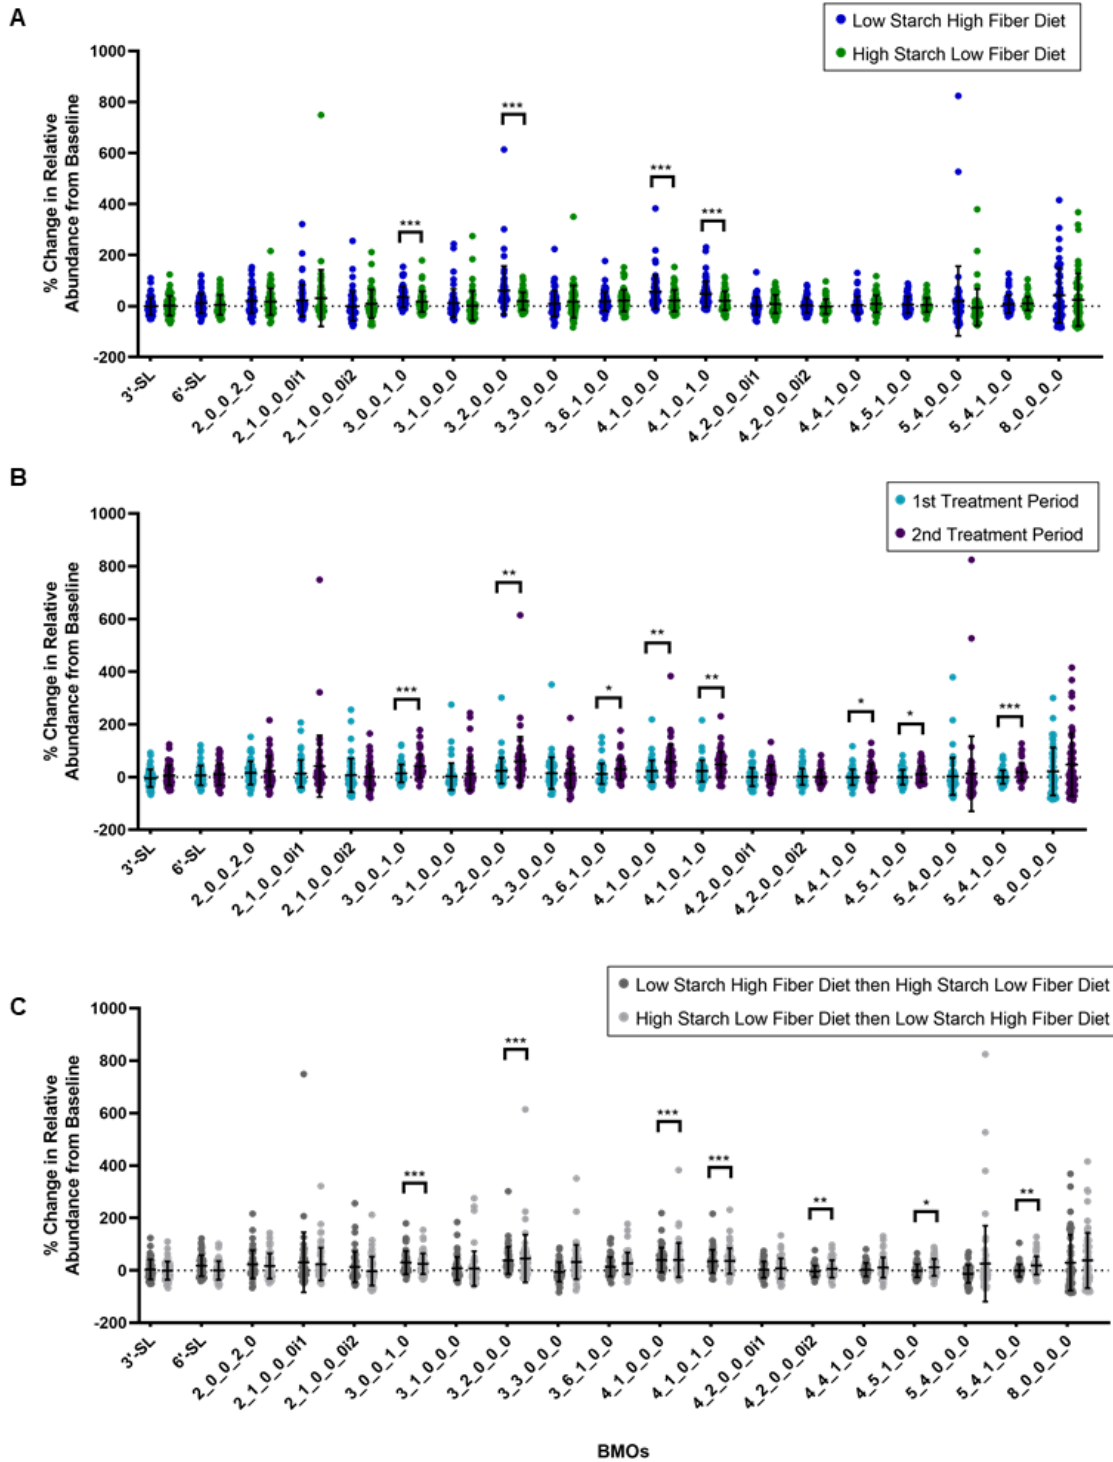 A
Low Starch High Fiber Diet
High Starch Low Fiber Diet
% Change in Relative
Abundance from Baseline
1000
800
600
400
200
0
-200
***
***
***
***
3'-SL
6'-SL
2_0_0_2_0
2_1_0_0_0i1
2_1_0_0_0i2
3_0_0_1_0
3_1_0_0_0
3_2_0_0_0
3_3_0_0_0
3_6_1_0_0
4_1_0_0_0
4_1_0_1_0
4_2_0_0_0i1
4_2_0_0_0i2
4_4_1_0_0
4_5_1_0_0
5_4_0_0_0
5_4_1_0_0
8_0_0_0_0
B
1st Treatment Period
2nd Treatment Period
% Change in Relative
Abundance from Baseline
1000
800
600
400
200
0
-200
***
**
*
**
**
*
*
***
3'-SL
6'-SL
2_0_0_2_0
2_1_0_0_0i1
2_1_0_0_0i2
3_0_0_1_0
3_1_0_0_0
3_2_0_0_0
3_3_0_0_0
3_6_1_0_0
4_1_0_0_0
4_1_0_1_0
4_2_0_0_0i1
4_2_0_0_0i2
4_4_1_0_0
4_5_1_0_0
5_4_0_0_0
5_4_1_0_0
8_0_0_0_0
C
Low Starch High Fiber Diet then High Starch Low Fiber Diet
High Starch Low Fiber Diet then Low Starch High Fiber Diet
% Change in Relative
Abundance from Baseline
1000
800
600
400
200
0
-200
***
***
***
***
**
*
**
3'-SL
6'-SL
2_0_0_2_0
2_1_0_0_0i1
2_1_0_0_0i2
3_0_0_1_0
3_1_0_0_0
3_2_0_0_0
3_3_0_0_0
3_6_1_0_0
4_1_0_0_0
4_1_0_1_0
4_2_0_0_0i1
4_2_0_0_0i2
4_4_1_0_0
4_5_1_0_0
5_4_0_0_0
5_4_1_0_0
8_0_0_0_0
BMOs